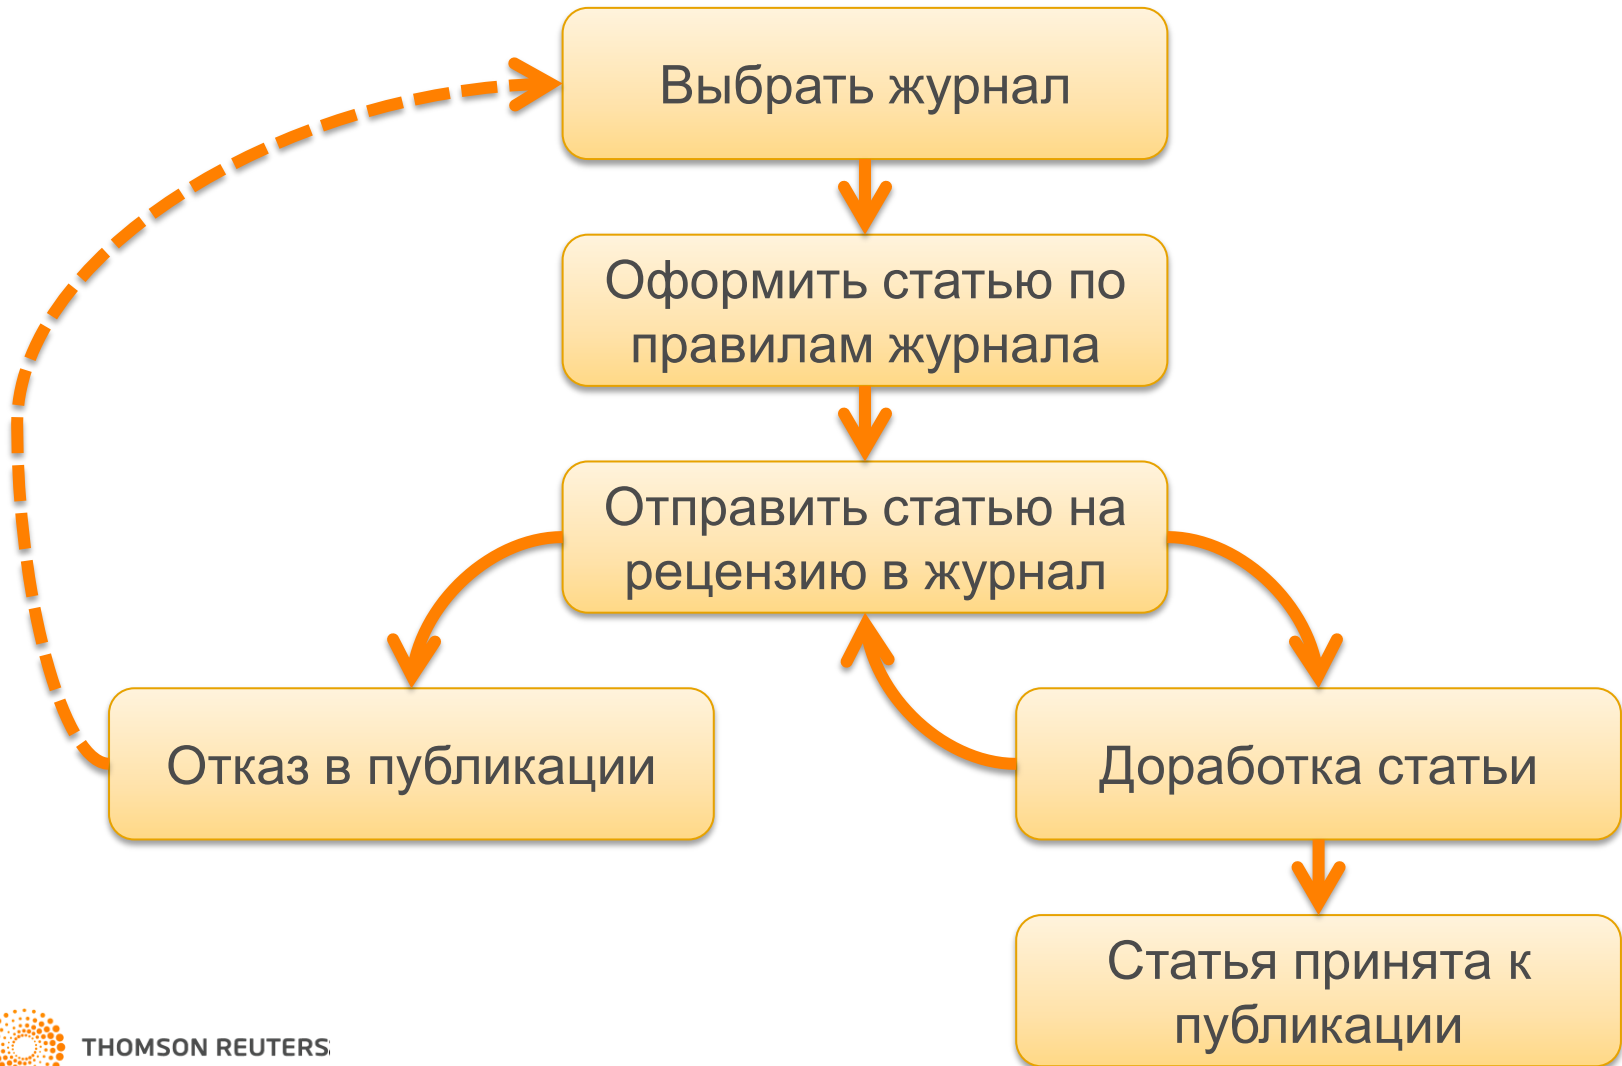 Выбрать журнал
Оформить статью по
правилам журнала
Отправить статью на
рецензию в журнал
Отказ в публикации
Доработка статьи
Статья принята к
публикации
THOMSON REUTERS